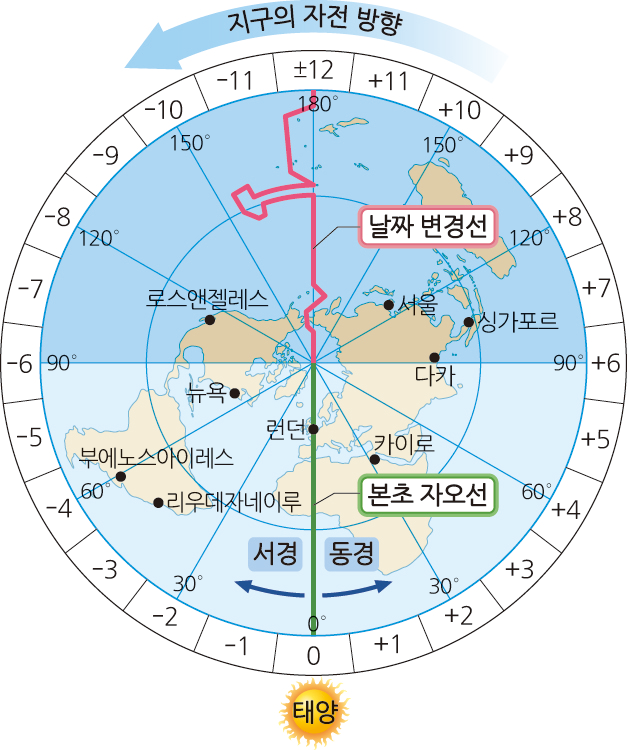 지구의 자전 방향
±12
-11
+11
-10
+10
-9
+9
-8
+8
-7
+7
-6
+6
-5
+5
-4
+4
-3
+3
-2
+2
-1
+1
0
180°
150°
150°
120°
120°
90°
90°
60°
60°
30°
30°
0°
날짜 변경선
로스앤젤레스
서울
싱가포르
다카
뉴욕
런던
카이로
부에노스아이레스
리우데자네이루
본초 자오선
서경
동경
태양